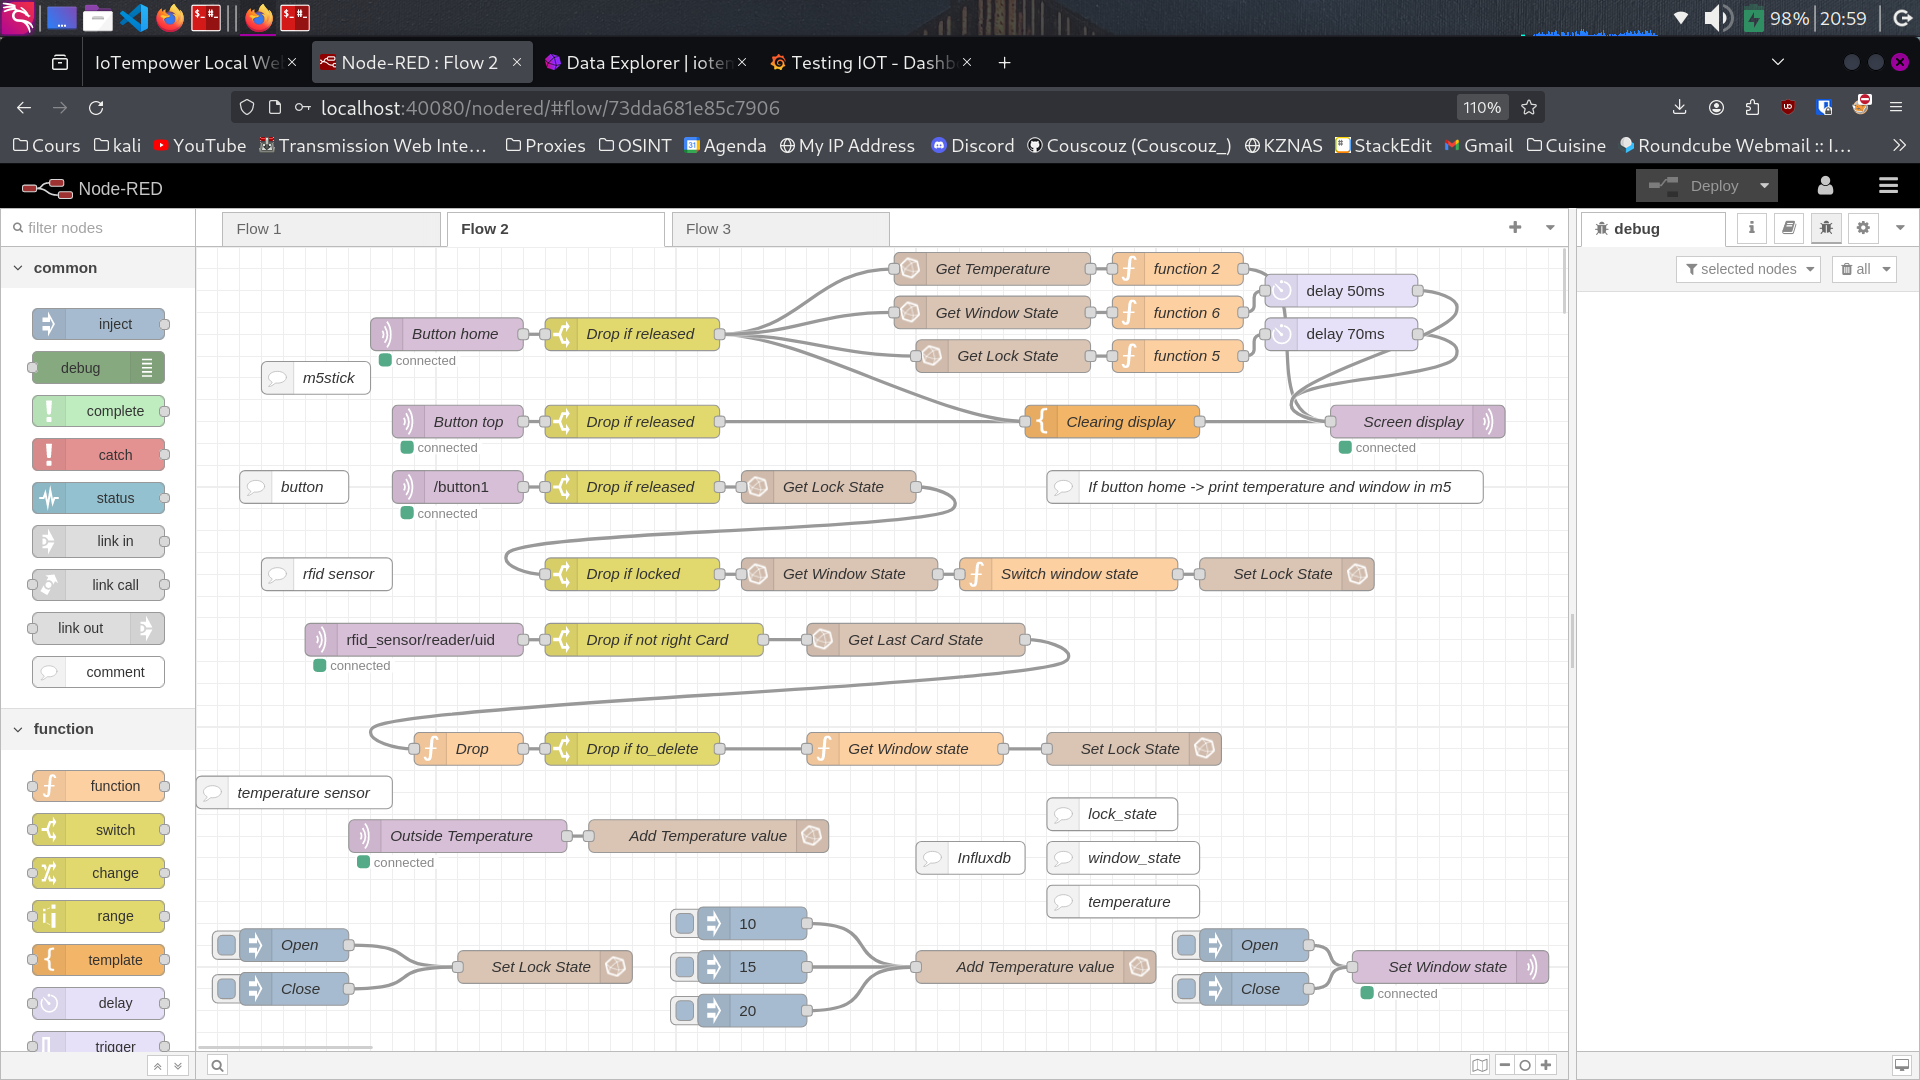 98% 20:59
IoTempower Local We
Node-RED : Flow 2
Data Explorer | ioten
Testing IOT - Dashb
localhost:40080/nodered/#flow/73dda681e85c7906
110%
Cours
kali
YouTube
Transmission Web Inte…
Proxies
OSINT
Agenda
My IP Address
Discord
Couscouz (Couscouz_)
KZNAS
StackEdit
Gmail
Cuisine
Roundcube Webmail :: I…
Node-RED
Deploy
filter nodes
Flow 1
Flow 2
Flow 3
debug
selected nodes
all
common
inject
debug
complete
catch
status
link in
link call
link out
comment
function
function
switch
change
range
template
delay
trigger
Get Temperature
function 2
delay 50ms
Get Window State
function 6
Button home
Drop if released
delay 70ms
connected
Get Lock State
function 5
m5stick
Button top
Drop if released
Clearing display
Screen display
connected
connected
button
/button1
Drop if released
Get Lock State
If button home -> print temperature and window in m5
connected
rfid sensor
Drop if locked
Get Window State
Switch window state
Set Lock State
rfid_sensor/reader/uid
Drop if not right Card
Get Last Card State
connected
Drop
Drop if to_delete
Get Window state
Set Lock State
temperature sensor
lock_state
Outside Temperature
Add Temperature value
connected
Influxdb
window_state
temperature
Open
Close
Set Lock State
10
15
20
Add Temperature value
Open
Close
Set Window state
connected